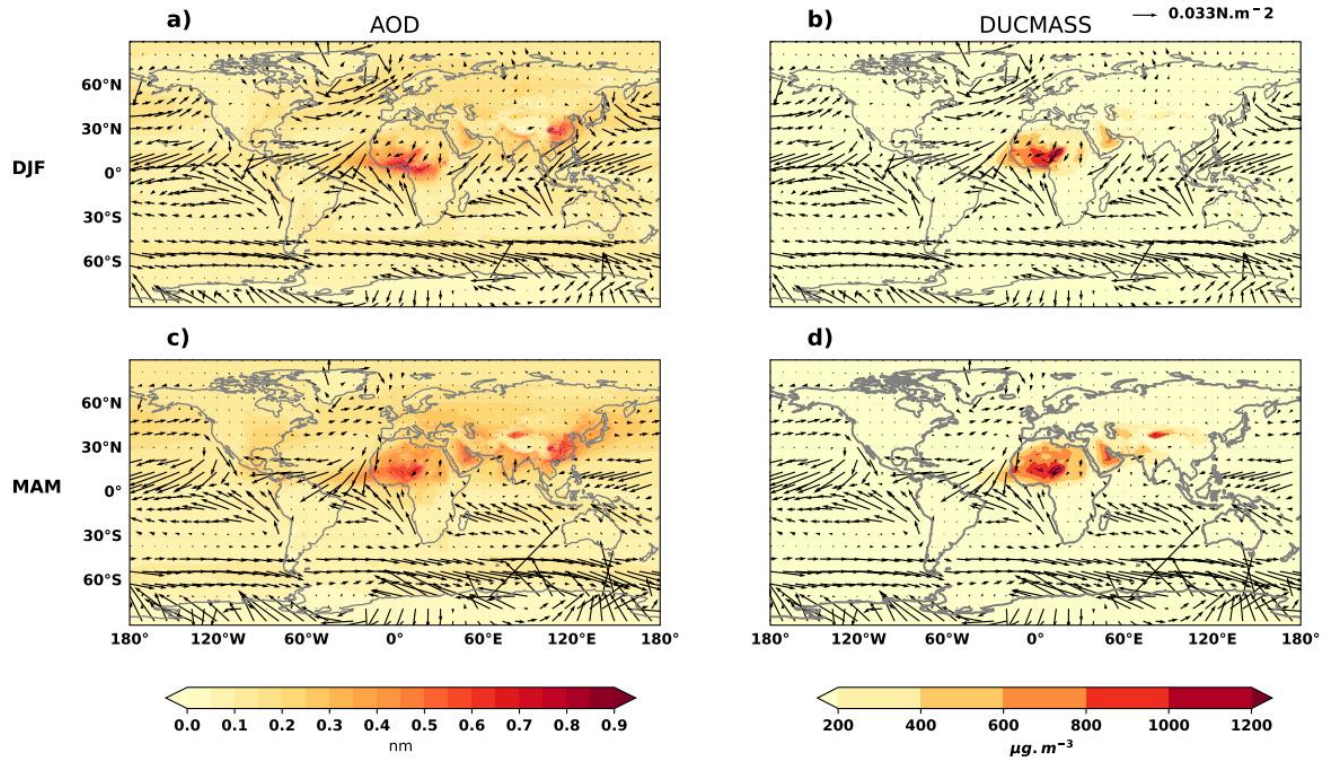 a) AOD b) DUCMASS 0.033N.m⁻2
60°N
30°N
DJF
0°
30°S
60°S
c) d)
60°N
30°N
MAM
0°
30°S
60°S
180° 120°W 60°W 0° 60°E 120°E 180° 180° 120°W 60°W 0° 60°E 120°E 180°
0.0 0.1 0.2 0.3 0.4 0.5 0.6 0.7 0.8 0.9 200 400 600 800 1000 1200
nm µg.m⁻³